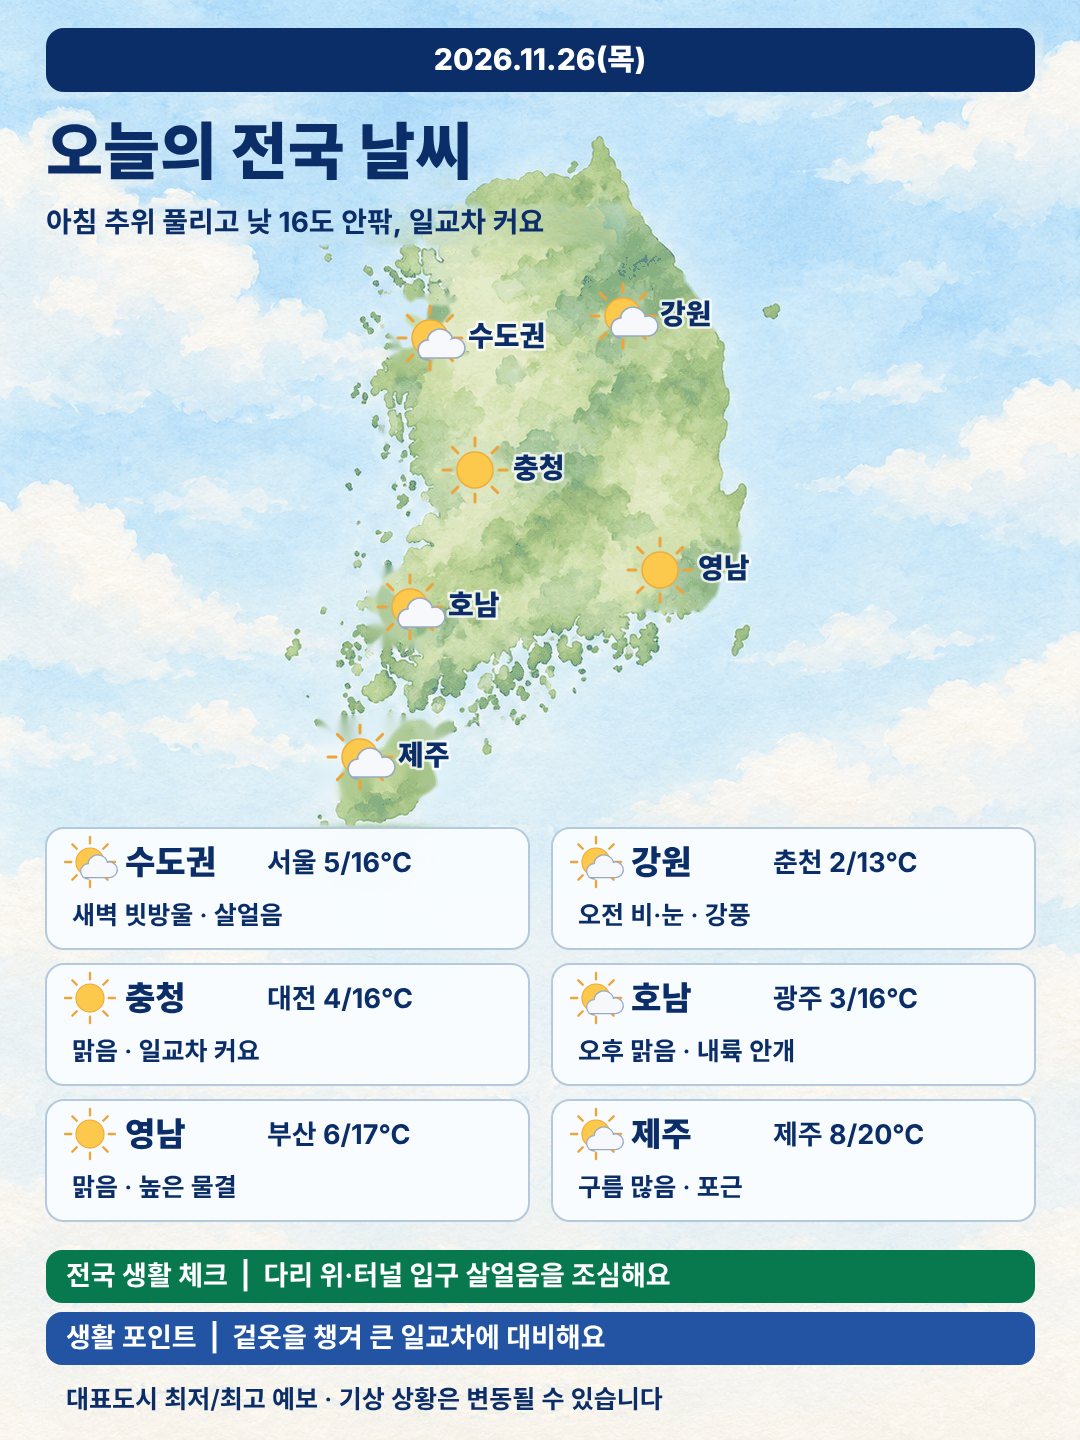 2026.11.26(목)
오늘의 전국 날씨
아침 추위 풀리고 낮 16도 안팎, 일교차 커요
강원
수도권
충청
영남
호남
제주
수도권 서울 5/16°C
새벽 빗방울 · 살얼음
강원 춘천 2/13°C
오전 비·눈 · 강풍
충청 대전 4/16°C
맑음 · 일교차 커요
호남 광주 3/16°C
오후 맑음 · 내륙 안개
영남 부산 6/17°C
맑음 · 높은 물결
제주 제주 8/20°C
구름 많음 · 포근
전국 생활 체크 | 다리 위·터널 입구 살얼음을 조심해요
생활 포인트 | 겉옷을 챙겨 큰 일교차에 대비해요
대표도시 최저/최고 예보 · 기상 상황은 변동될 수 있습니다